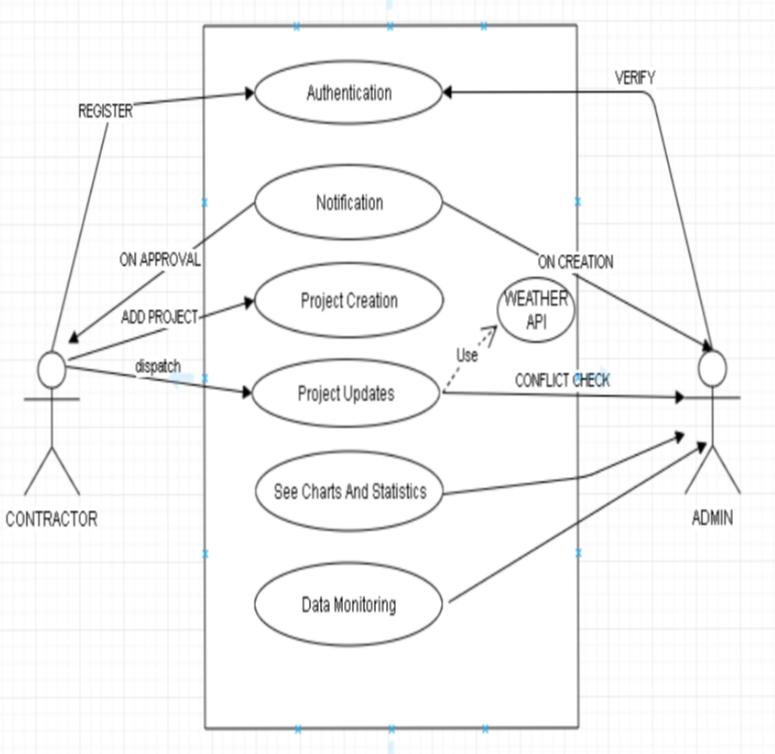 VERIFY
Authentication
REGISTER
Notification
ON APPROVAL
ON CREATION
Project Creation
WEATHER
API
ADD PROJECT
Use
dispatch
CONFLICT CHECK
Project Updates
See Charts And Statistics
CONTRACTOR
ADMIN
Data Monitoring